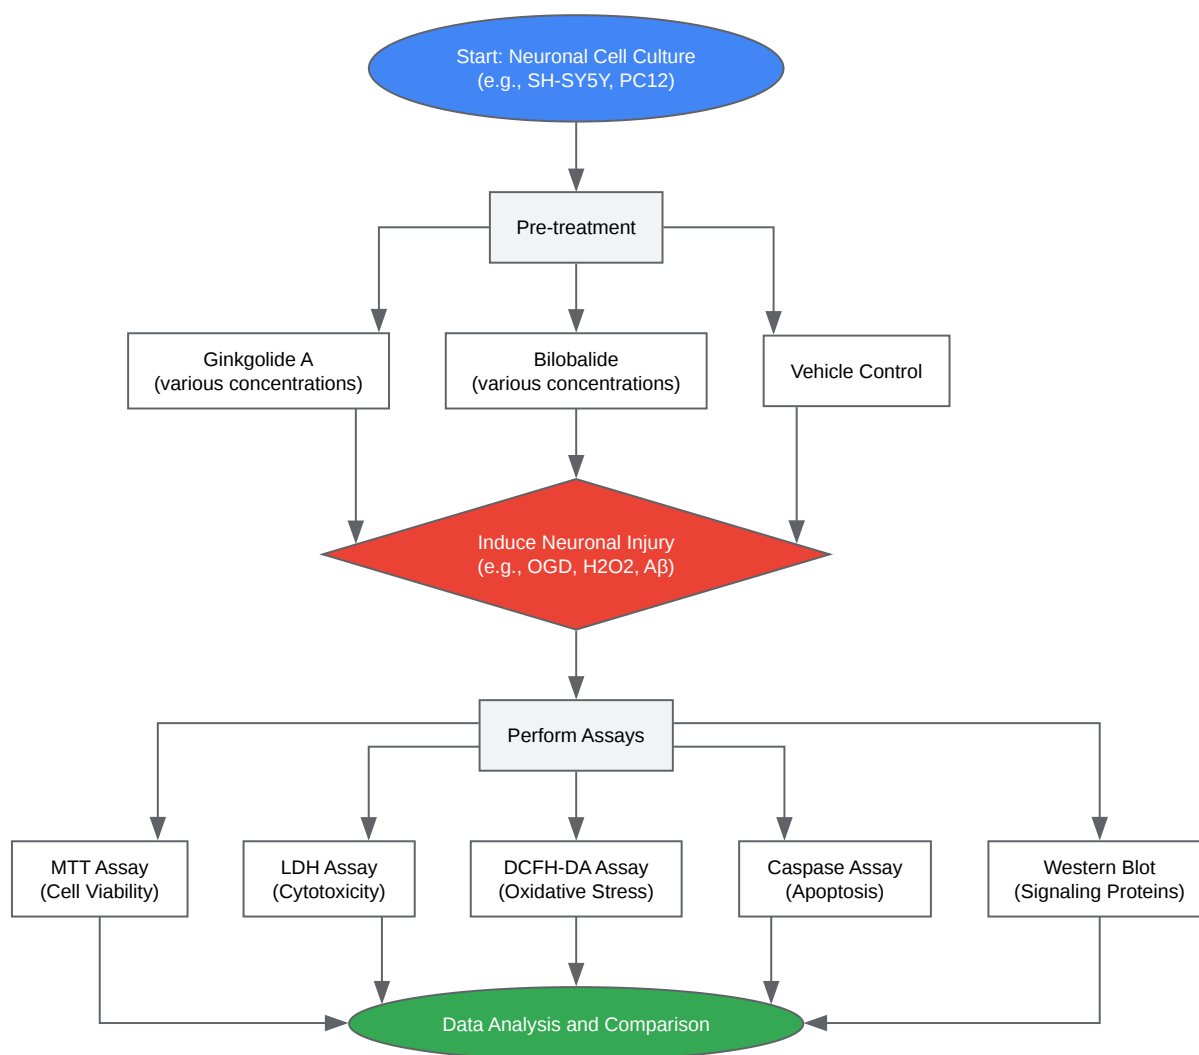 Start: Neuronal Cell Culture
(e.g., SH-SY5Y, PC12)
Pre-treatment
Ginkgolide A
(various concentrations)
Bilobalide
(various concentrations)
Vehicle Control
Induce Neuronal Injury
(e.g., OGD, H2O2, Aβ)
Perform Assays
MTT Assay
(Cell Viability)
LDH Assay
(Cytotoxicity)
DCFH-DA Assay
(Oxidative Stress)
Caspase Assay
(Apoptosis)
Western Blot
(Signaling Proteins)
Data Analysis and Comparison